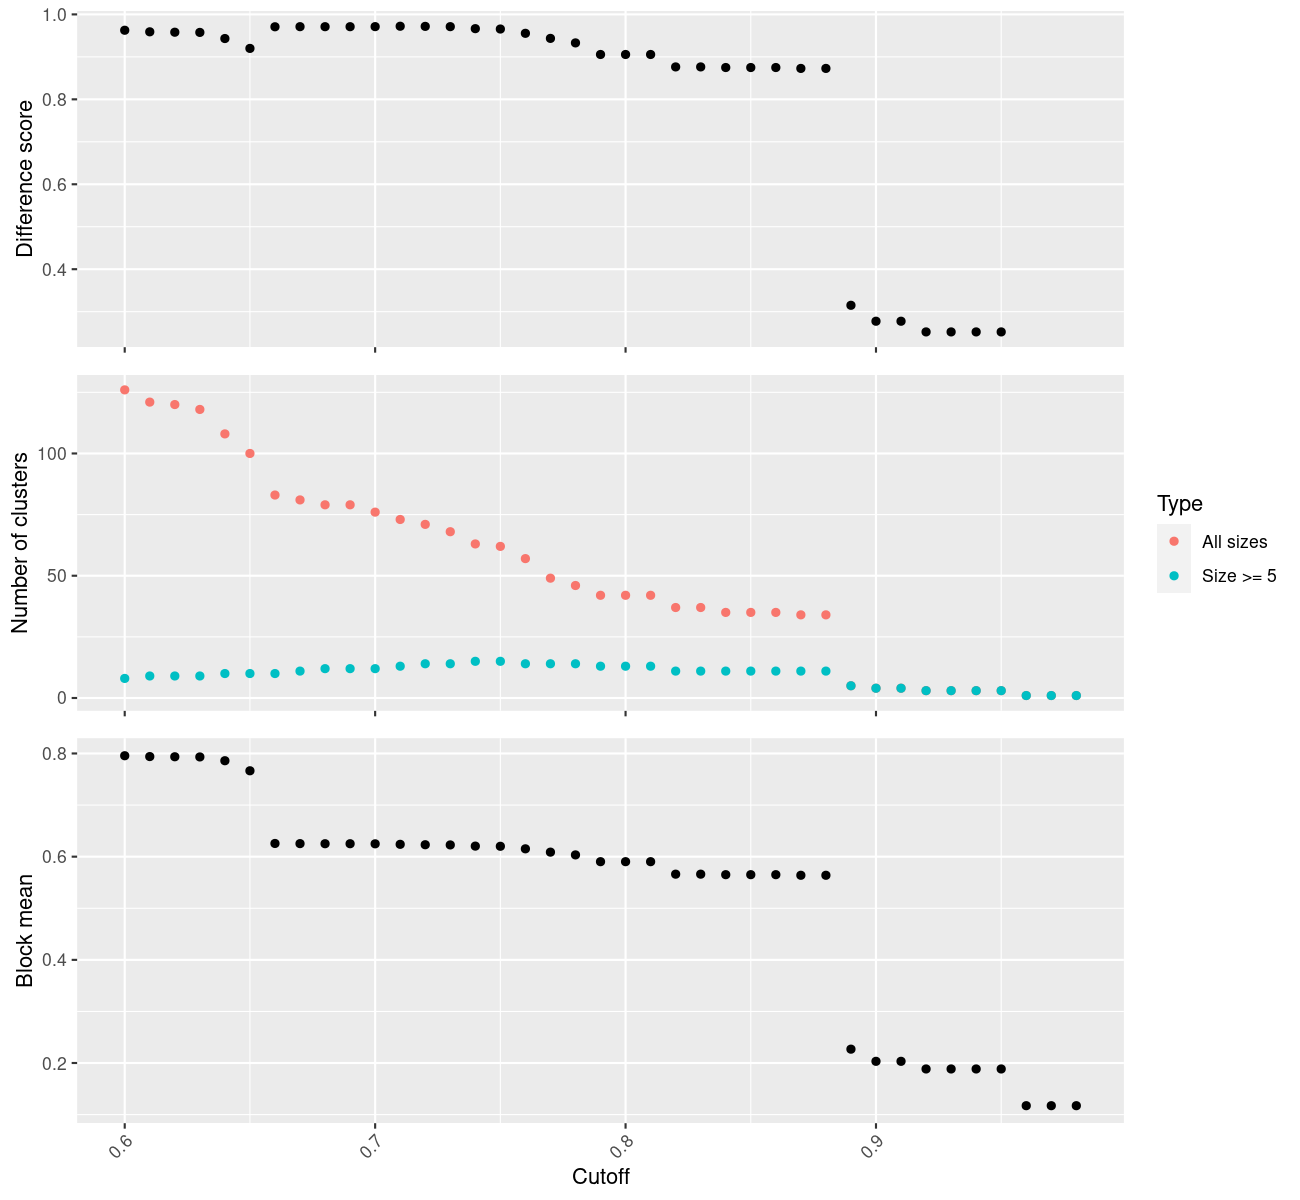 1.0
0.8
0.6
0.4
Difference score
100
50
0
Number of clusters
Type
All sizes
Size >= 5
0.8
0.6
0.4
0.2
Block mean
0.6
0.7
0.8
0.9
Cutoff